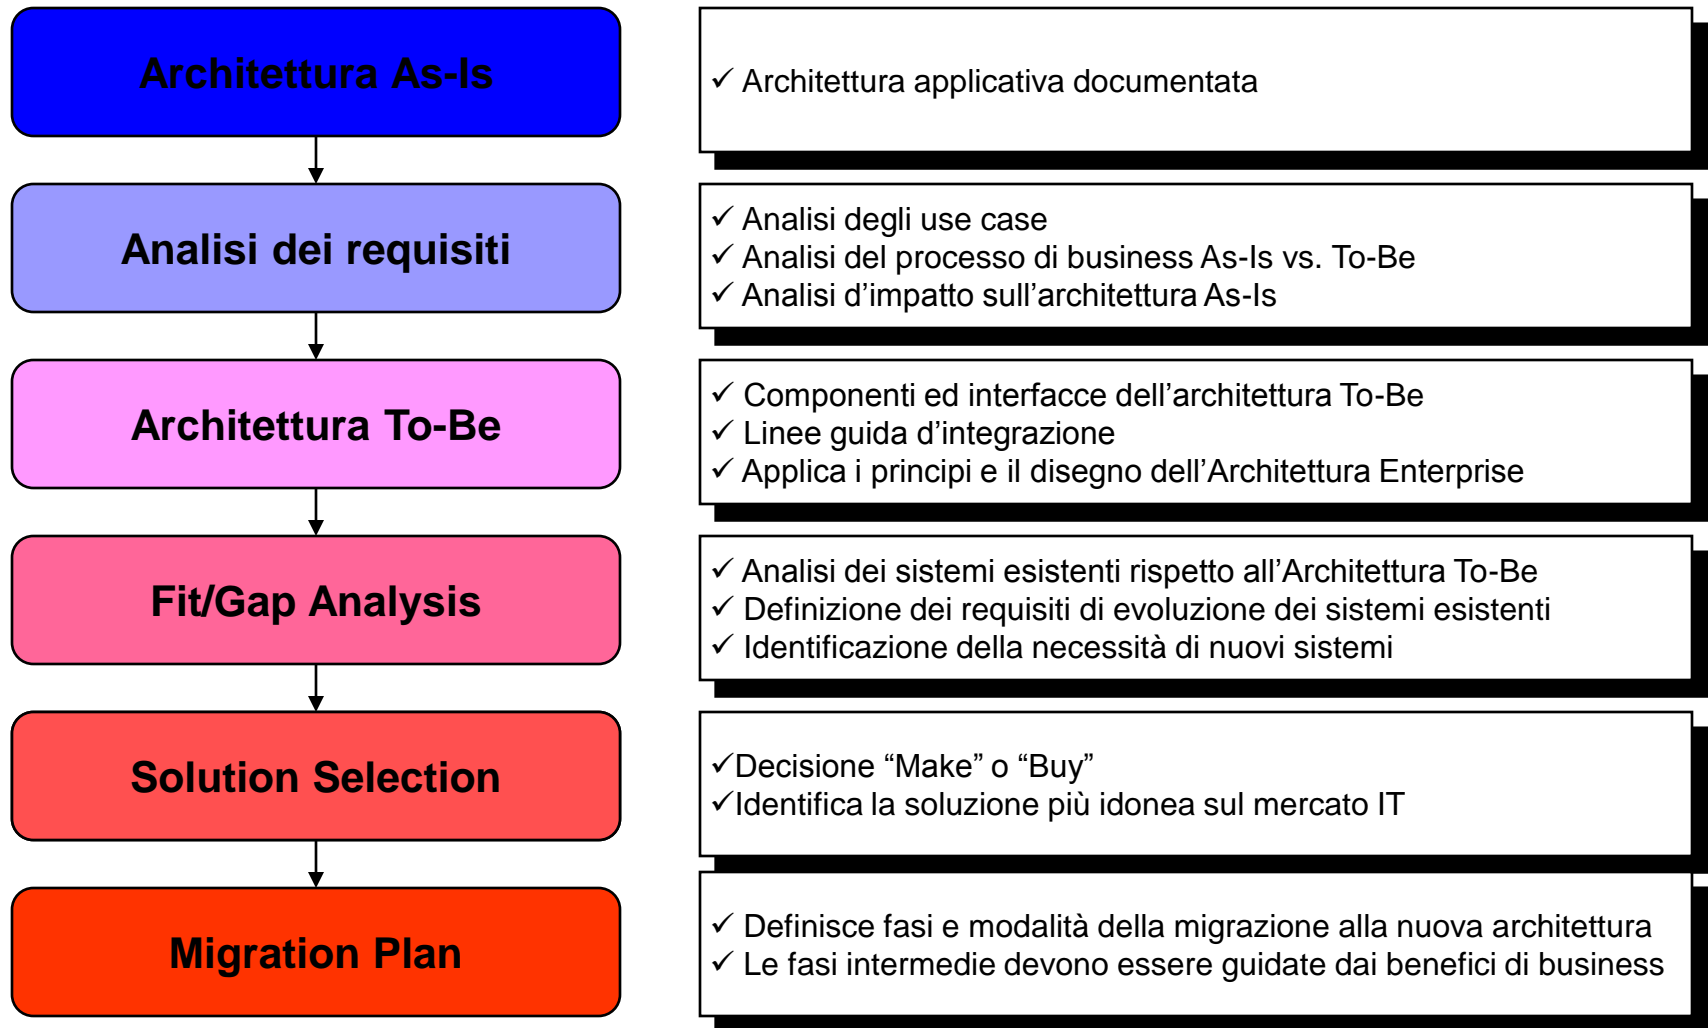 Architettura As-Is
✓ Architettura applicativa documentata
Analisi dei requisiti
✓ Analisi degli use case
✓ Analisi del processo di business As-Is vs. To-Be
✓ Analisi d’impatto sull’architettura As-Is
Architettura To-Be
✓ Componenti ed interfacce dell’architettura To-Be
✓ Linee guida d’integrazione
✓ Applica i principi e il disegno dell’Architettura Enterprise
Fit/Gap Analysis
✓ Analisi dei sistemi esistenti rispetto all’Architettura To-Be
✓ Definizione dei requisiti di evoluzione dei sistemi esistenti
✓ Identificazione della necessità di nuovi sistemi
Solution Selection
✓Decisione “Make” o “Buy”
✓Identifica la soluzione più idonea sul mercato IT
Migration Plan
✓ Definisce fasi e modalità della migrazione alla nuova architettura
✓ Le fasi intermedie devono essere guidate dai benefici di business